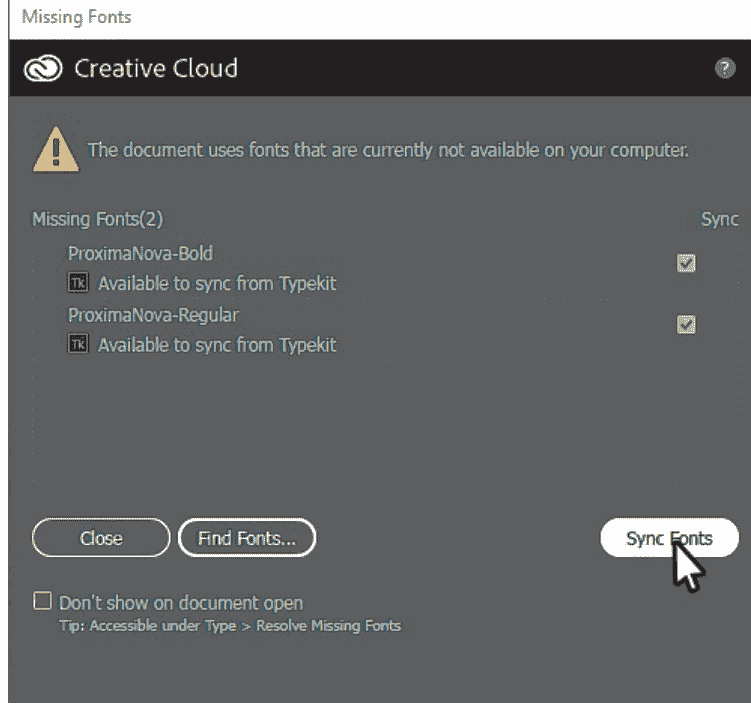 Missing Fonts
Creative Cloud ?
The document uses fonts that are currently not available on your computer.
Missing Fonts(2) Sync
ProximaNova-Bold
Tk Available to sync from Typekit
ProximaNova-Regular
Tk Available to sync from Typekit
Close Find Fonts... Sync Fonts
Don't show on document open
Tip: Accessible under Type > Resolve Missing Fonts